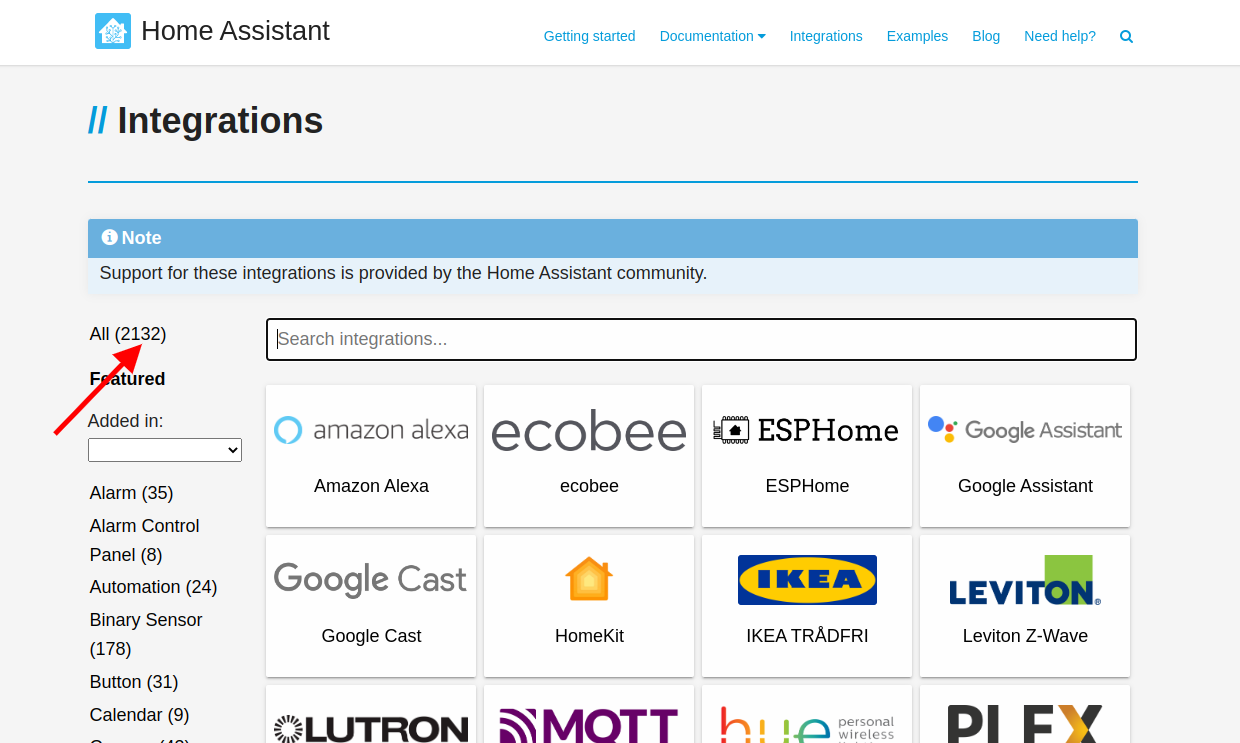 Home Assistant
Getting started Documentation Integrations Examples Blog Need help?
// Integrations
Note
Support for these integrations is provided by the Home Assistant community.
All (2132)
Search integrations...
Featured
Added in:
Alarm (35)
Alarm Control
Panel (8)
Automation (24)
Binary Sensor
(178)
Button (31)
Calendar (9)
amazon alexa
Amazon Alexa
ecobee
ecobee
ESPHome
ESPHome
Google Assistant
Google Assistant
Google Cast
Google Cast
HomeKit
IKEA
IKEA TRÅDFRI
LEVITON®
Leviton Z-Wave
LUTRON
MQTT
hue personal
wireless
PLEX